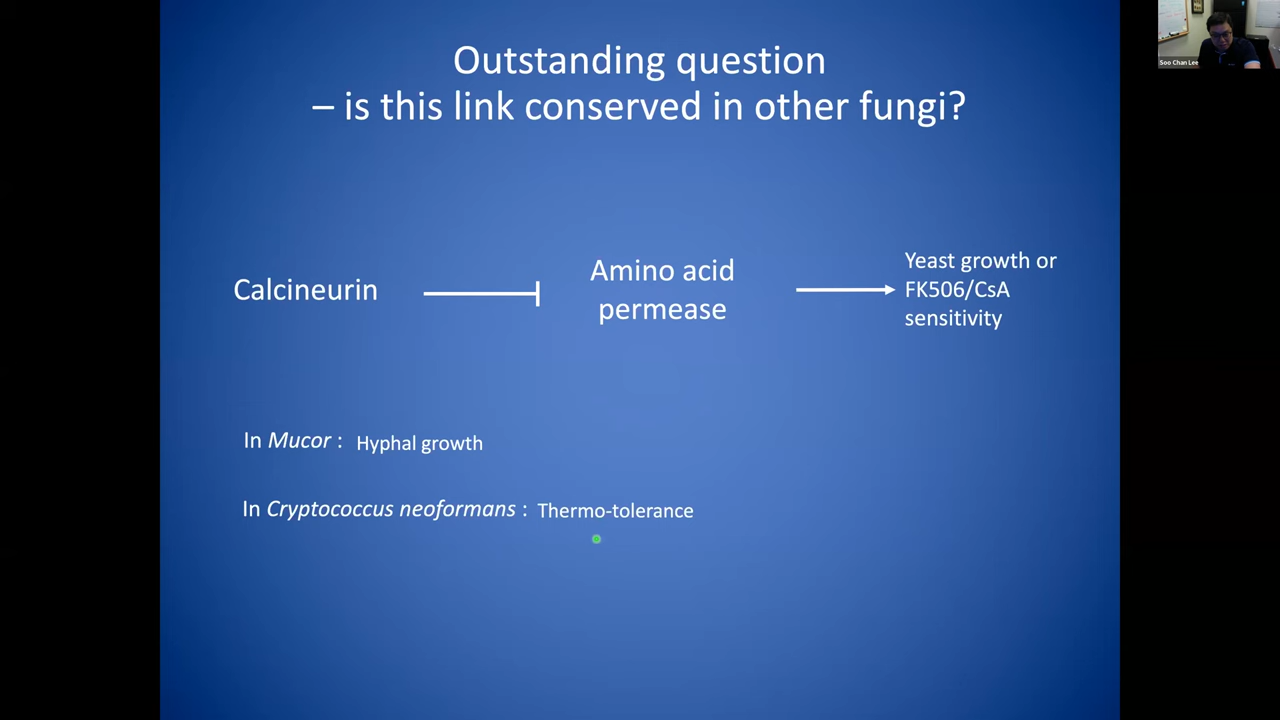 Outstanding question
– is this link conserved in other fungi?
Calcineurin
Amino acid
permease
Yeast growth or
FK506/CsA
sensitivity
In Mucor : Hyphal growth
In Cryptococcus neoformans : Thermo-tolerance
Soo Chan Lee